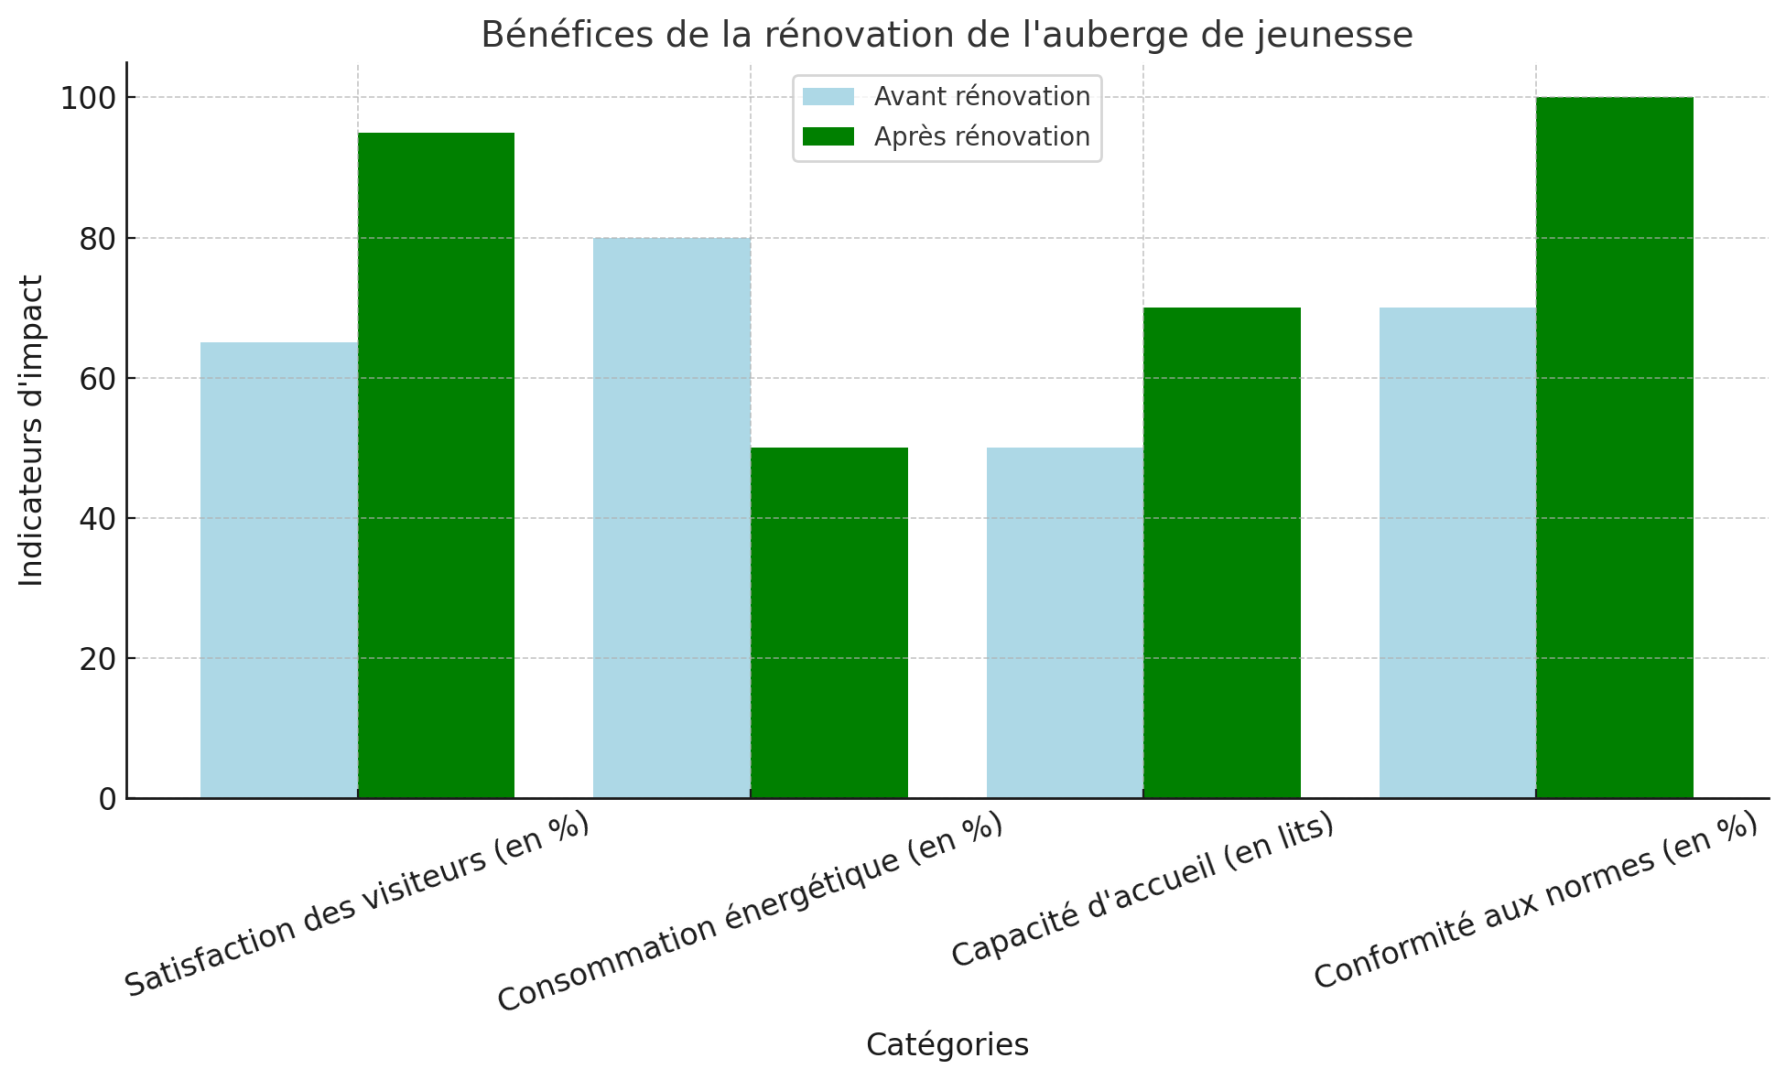 Bénéfices de la rénovation de l'auberge de jeunesse
Avant rénovation
Après rénovation
Indicateurs d'impact
100
80
60
40
20
0
Satisfaction des visiteurs (en %)
Consommation énergétique (en %)
Capacité d'accueil (en lits)
Conformité aux normes (en %)
Catégories